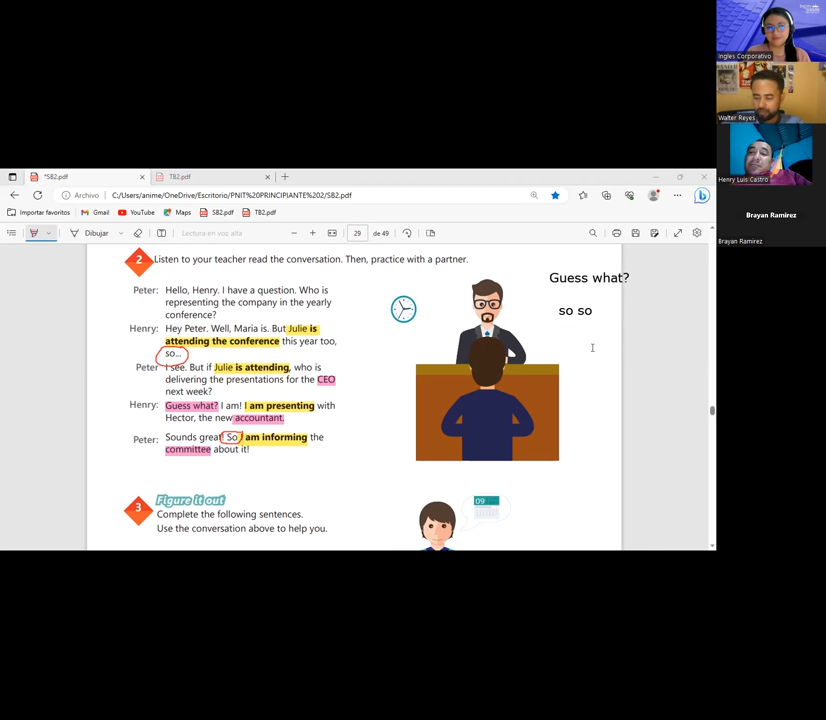 Ingles Corporativo
Walter Reyes
Henry Luis Castro
Brayan Ramirez
Brayan Ramirez
*SB2.pdf
TB2.pdf
Archivo
C:/Users/anime/OneDrive/Escritorio/PNIT%20PRINCIPIANTE%202/SB2.pdf
Importar favoritos
Gmail
YouTube
Maps
SB2.pdf
TB2.pdf
Dibujar
Lectura en voz alta
29
de 49
2
Listen to your teacher read the conversation. Then, practice with a partner.
Peter: Hello, Henry. I have a question. Who is
representing the company in the yearly
conference?
Henry: Hey Peter. Well, Maria is. But Julie is
attending the conference this year too,
so...
Peter I see. But if Julie is attending, who is
delivering the presentations for the CEO
next week?
Henry: Guess what? I am! I am presenting with
Hector, the new accountant.
Peter: Sounds great! So I am informing the
committee about it!
Guess what?
so so
3
Figure it out
Complete the following sentences.
Use the conversation above to help you.
09